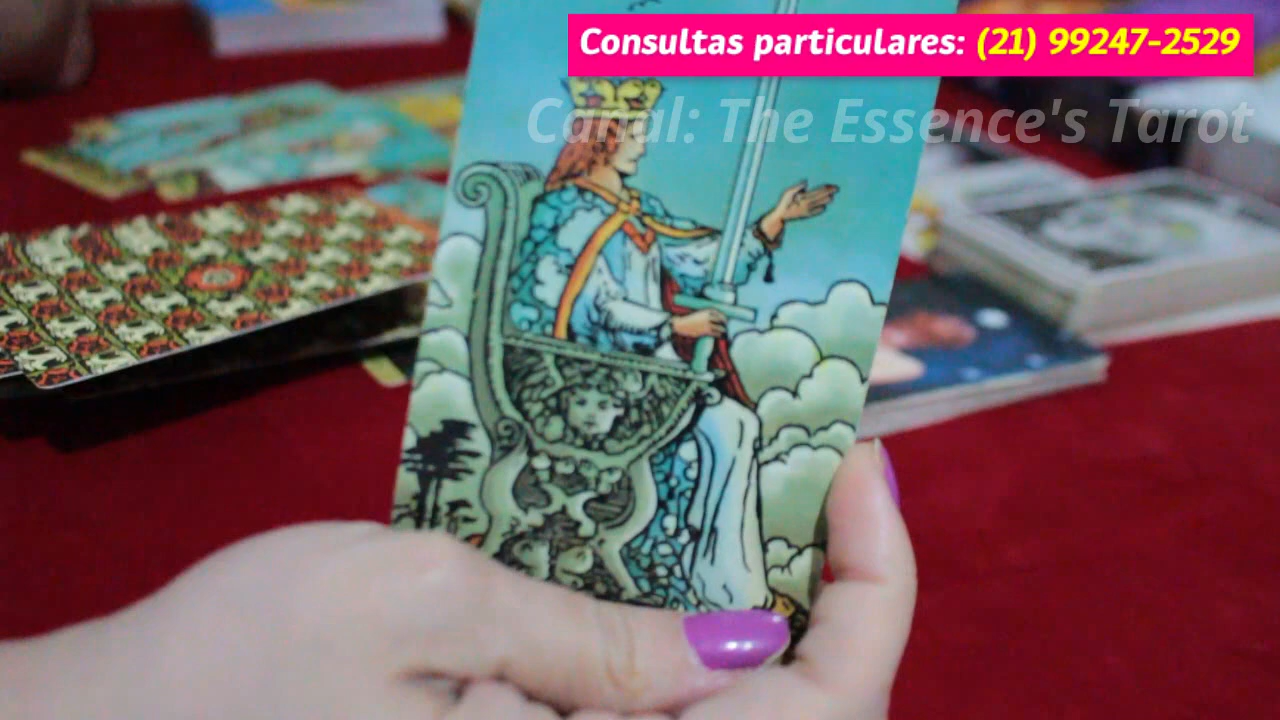 Consultas particulares: (21) 99247-2529
Canal: The Essence's Tarot